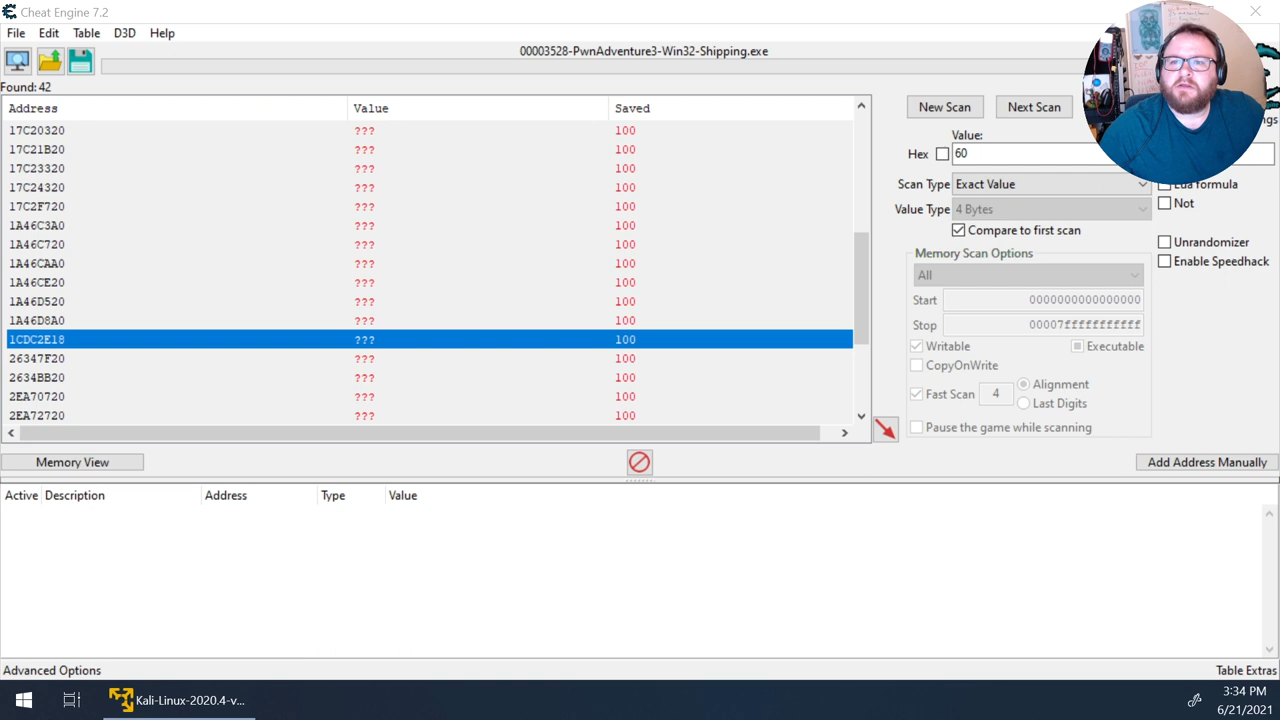 Cheat Engine 7.2
File Edit Table D3D Help
00003528-PwnAdventure3-Win32-Shipping.exe
Found: 42
Address Value Saved
17C20320 ??? 100
17C21B20 ??? 100
17C23320 ??? 100
17C24320 ??? 100
17C2F720 ??? 100
1A46C3A0 ??? 100
1A46C720 ??? 100
1A46CAA0 ??? 100
1A46CE20 ??? 100
1A46D520 ??? 100
1A46D8A0 ??? 100
1CDC2E18 ??? 100
26347F20 ??? 100
2634BB20 ??? 100
2EA70720 ??? 100
2EA72720 ??? 100
New Scan Next Scan
Value:
Hex 60
Scan Type Exact Value
Value Type 4 Bytes
Compare to first scan
Memory Scan Options
All
Start 0000000000000000
Stop 00007fffffffffff
Writable Executable
CopyOnWrite
Fast Scan 4 Alignment
Last Digits
Pause the game while scanning
formula
Not
Unrandomizer
Enable Speedhack
Memory View Add Address Manually
Active Description Address Type Value
Advanced Options Table Extras
Kali-Linux-2020.4-v...
3:34 PM
6/21/2021